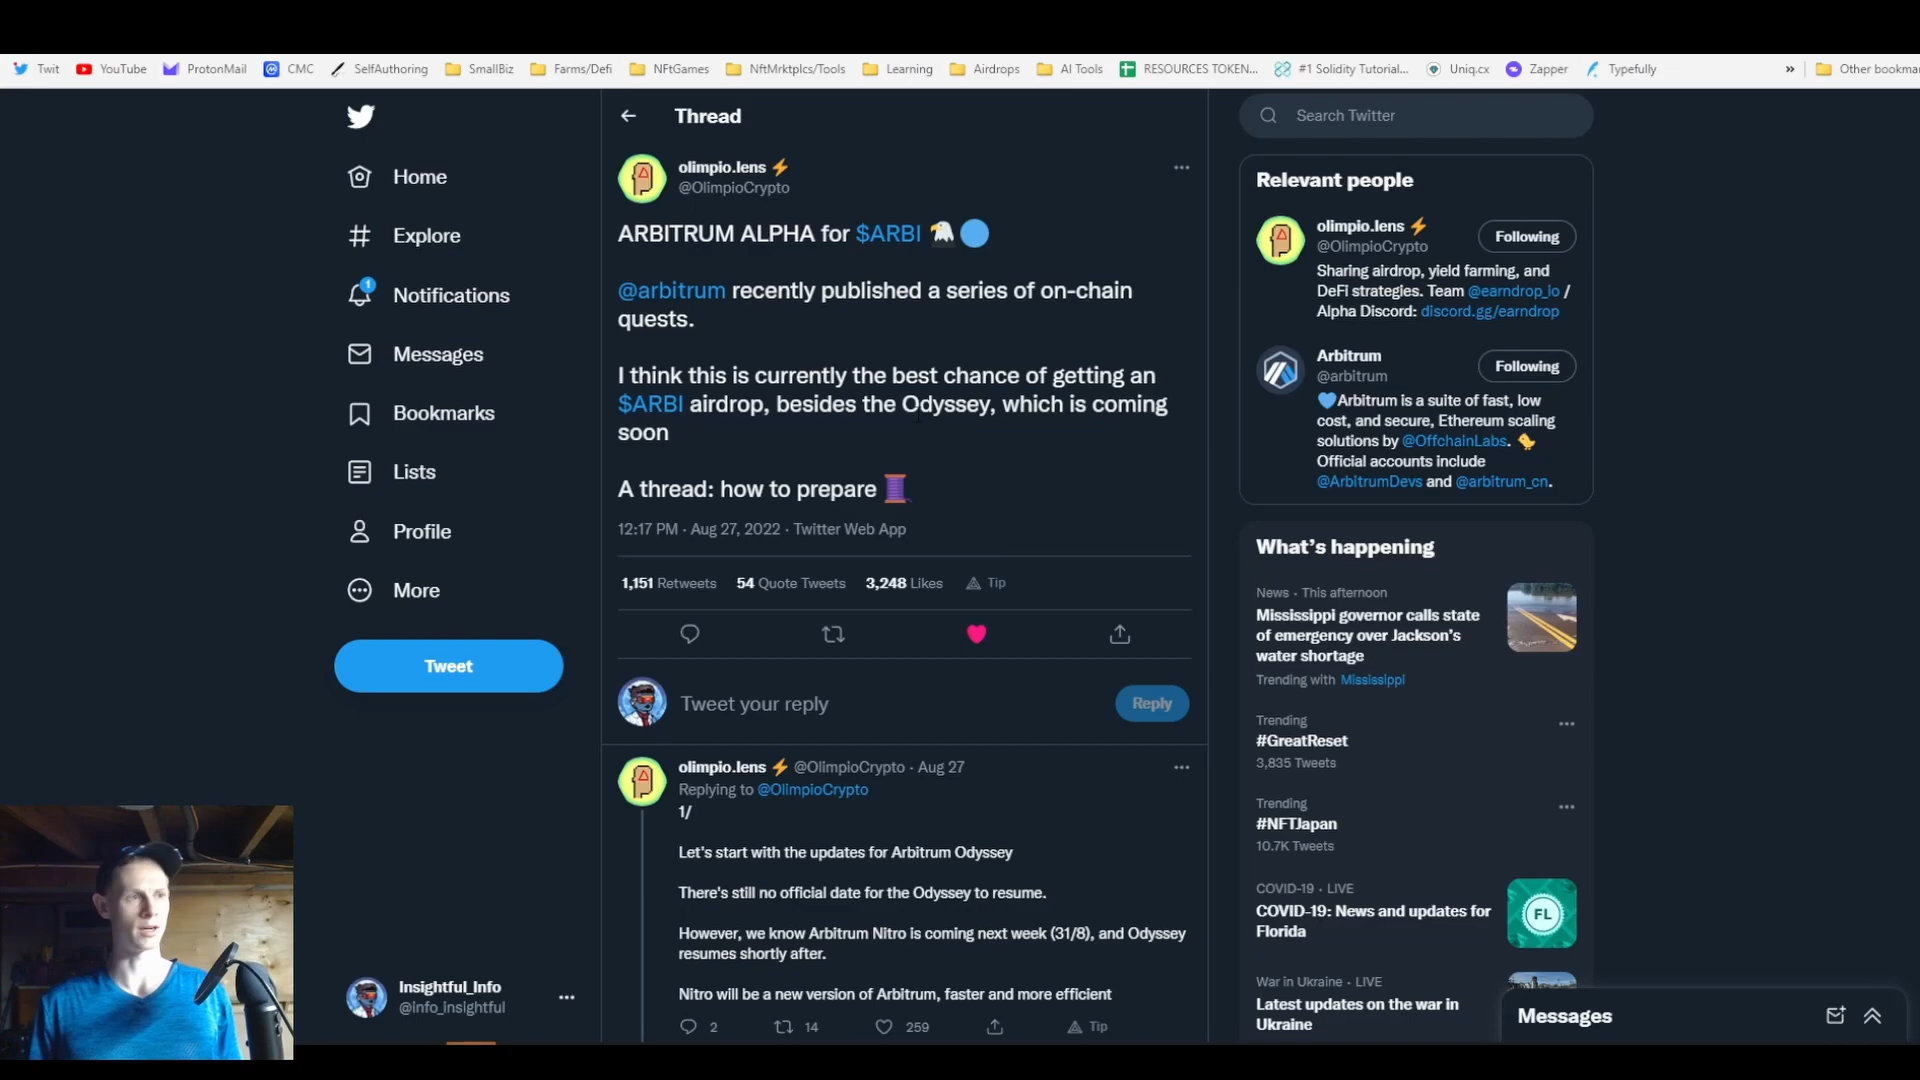 Twit YouTube ProtonMail CMC SelfAuthoring SmallBiz Farms/Defi NFtGames NftMrktplcs/Tools Learning Airdrops AI Tools RESOURCES TOKEN... #1 Solidity Tutorial... Uniq.cx Zapper Typefully » Other bookmar
Home
Explore
1
Notifications
Messages
Bookmarks
Lists
Profile
More
Tweet
Insightful_Info
@info_insightful
Thread
olimpio.lens
@OlimpioCrypto
ARBITRUM ALPHA for $ARBI
@arbitrum recently published a series of on-chain
quests.
I think this is currently the best chance of getting an
$ARBI airdrop, besides the Odyssey, which is coming
soon
A thread: how to prepare
12:17 PM · Aug 27, 2022 · Twitter Web App
1,151 Retweets 54 Quote Tweets 3,248 Likes Tip
Tweet your reply
Reply
olimpio.lens @OlimpioCrypto · Aug 27
Replying to @OlimpioCrypto
1/
Let's start with the updates for Arbitrum Odyssey
There's still no official date for the Odyssey to resume.
However, we know Arbitrum Nitro is coming next week (31/8), and Odyssey
resumes shortly after.
Nitro will be a new version of Arbitrum, faster and more efficient
2 14 259 Tip
Search Twitter
Relevant people
olimpio.lens
@OlimpioCrypto
Following
Sharing airdrop, yield farming, and
DeFi strategies. Team @earndrop_io /
Alpha Discord: discord.gg/earndrop
Arbitrum
@arbitrum
Following
Arbitrum is a suite of fast, low
cost, and secure, Ethereum scaling
solutions by @OffchainLabs.
Official accounts include
@ArbitrumDevs and @arbitrum_cn.
What's happening
News · This afternoon
Mississippi governor calls state
of emergency over Jackson's
water shortage
Trending with Mississippi
Trending
#GreatReset
3,835 Tweets
Trending
#NFTJapan
10.7K Tweets
COVID-19 · LIVE
COVID-19: News and updates for
Florida
FL
War in Ukraine · LIVE
Latest updates on the war in
Ukraine
Messages